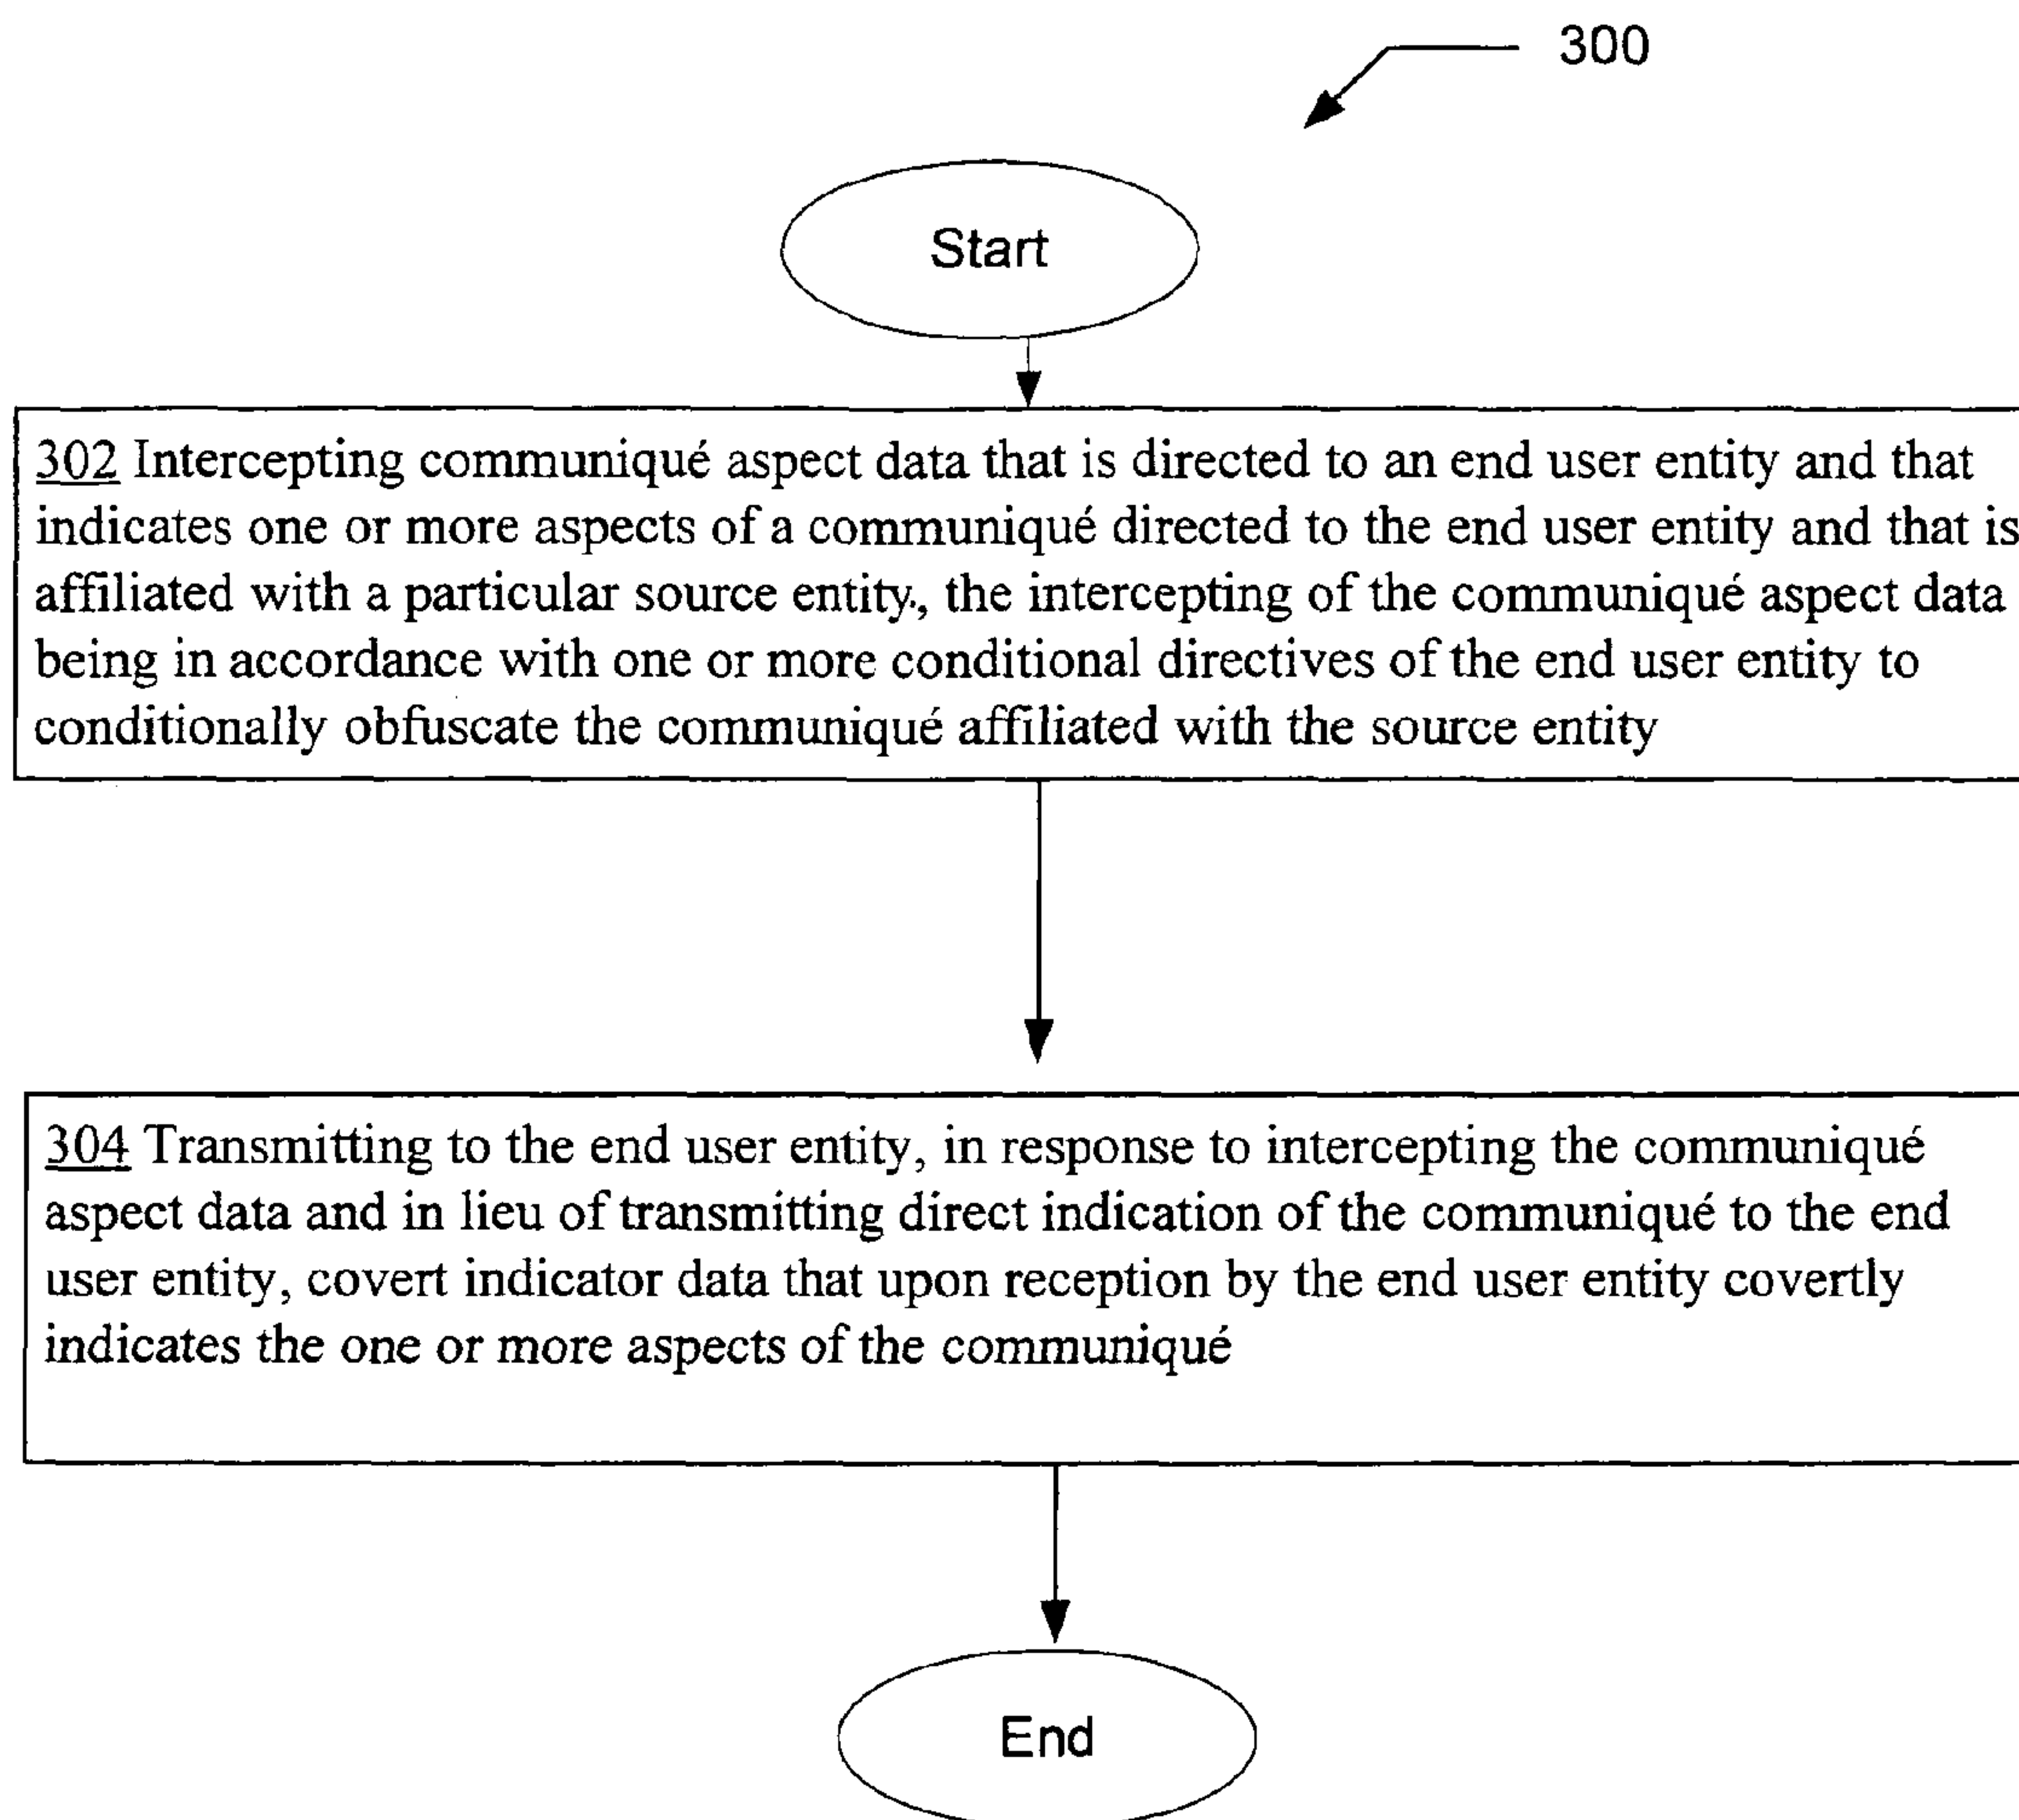 300
Start
302 Intercepting communiqué aspect data that is directed to an end user entity and that
indicates one or more aspects of a communiqué directed to the end user entity and that is
affiliated with a particular source entity., the intercepting of the communiqué aspect data
being in accordance with one or more conditional directives of the end user entity to
conditionally obfuscate the communiqué affiliated with the source entity
304 Transmitting to the end user entity, in response to intercepting the communiqué
aspect data and in lieu of transmitting direct indication of the communiqué to the end
user entity, covert indicator data that upon reception by the end user entity covertly
indicates the one or more aspects of the communiqué
End